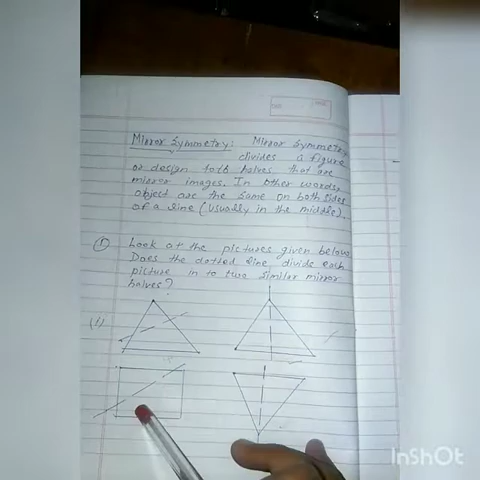 Mirror Symmetry: Mirror Symmetry
divides a figure
or design halves that are
mirror images. In other words,
object are the same on both sides
of a line (Usually in the middle).
(1) Look at the pictures given below
Does the dotted line, divide each
picture in to two similar mirror
halves?
(1)
InShOt